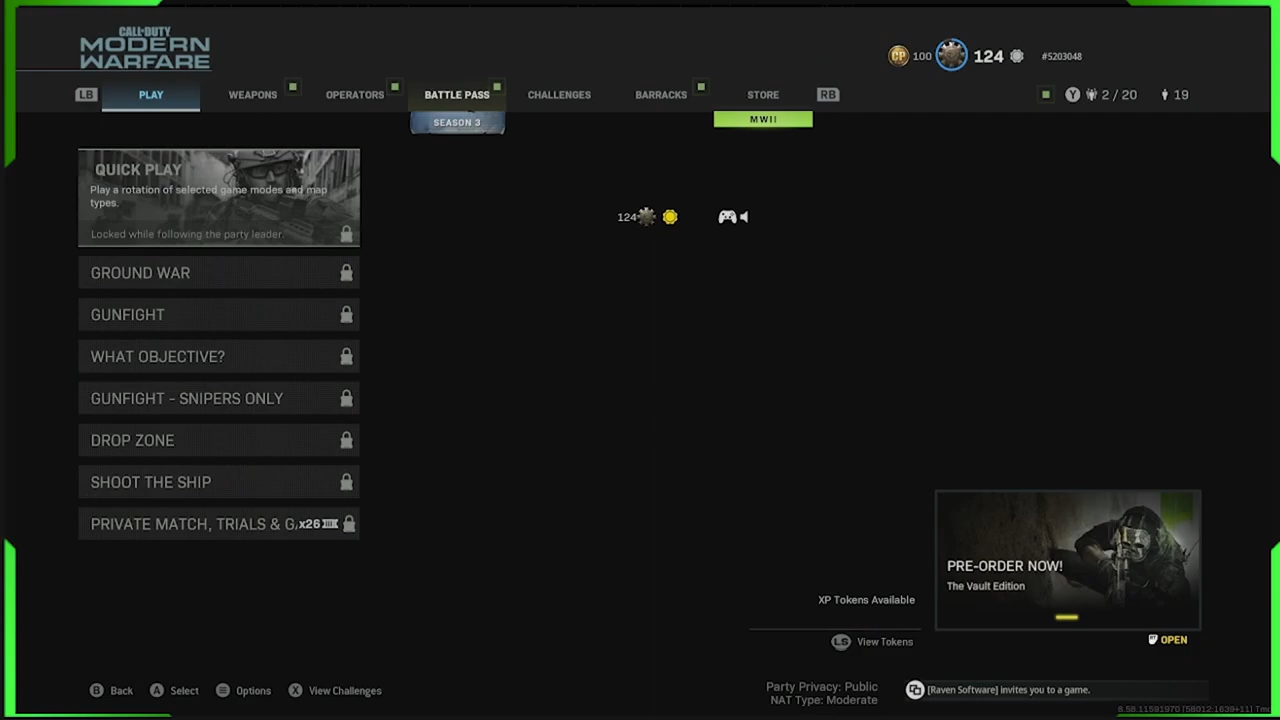 CALL OF DUTY
MODERN
WARFARE
CP 100 124 #5203048
LB PLAY WEAPONS OPERATORS BATTLE PASS CHALLENGES BARRACKS STORE RB Y 2 / 20 19
SEASON 3 MWII
QUICK PLAY
Play a rotation of selected game modes and map
types.
Locked while following the party leader.
124
GROUND WAR
GUNFIGHT
WHAT OBJECTIVE?
GUNFIGHT - SNIPERS ONLY
DROP ZONE
SHOOT THE SHIP
PRIVATE MATCH, TRIALS & G x26
PRE-ORDER NOW!
The Vault Edition
XP Tokens Available
LS View Tokens
OPEN
B Back A Select Options X View Challenges
Party Privacy: Public
NAT Type: Moderate
[Raven Software] invites you to a game.